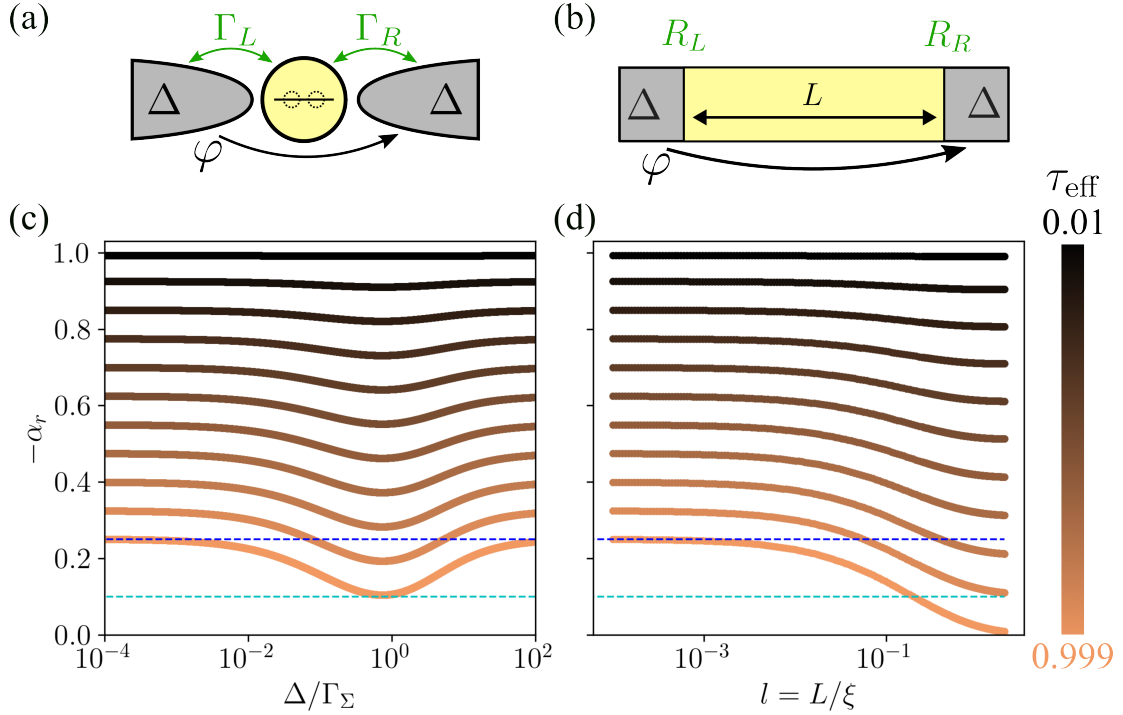 (a)
Γ_L Γ_R
Δ Δ
φ
(b)
R_L R_R
Δ L Δ
φ
τ_eff
0.01
0.999
(c)
1.0
0.8
0.6
0.4
0.2
0.0
−α_r
10^−4 10^−2 10^0 10^2
Δ/Γ_Σ
(d)
10^−3 10^−1
l = L/ξ